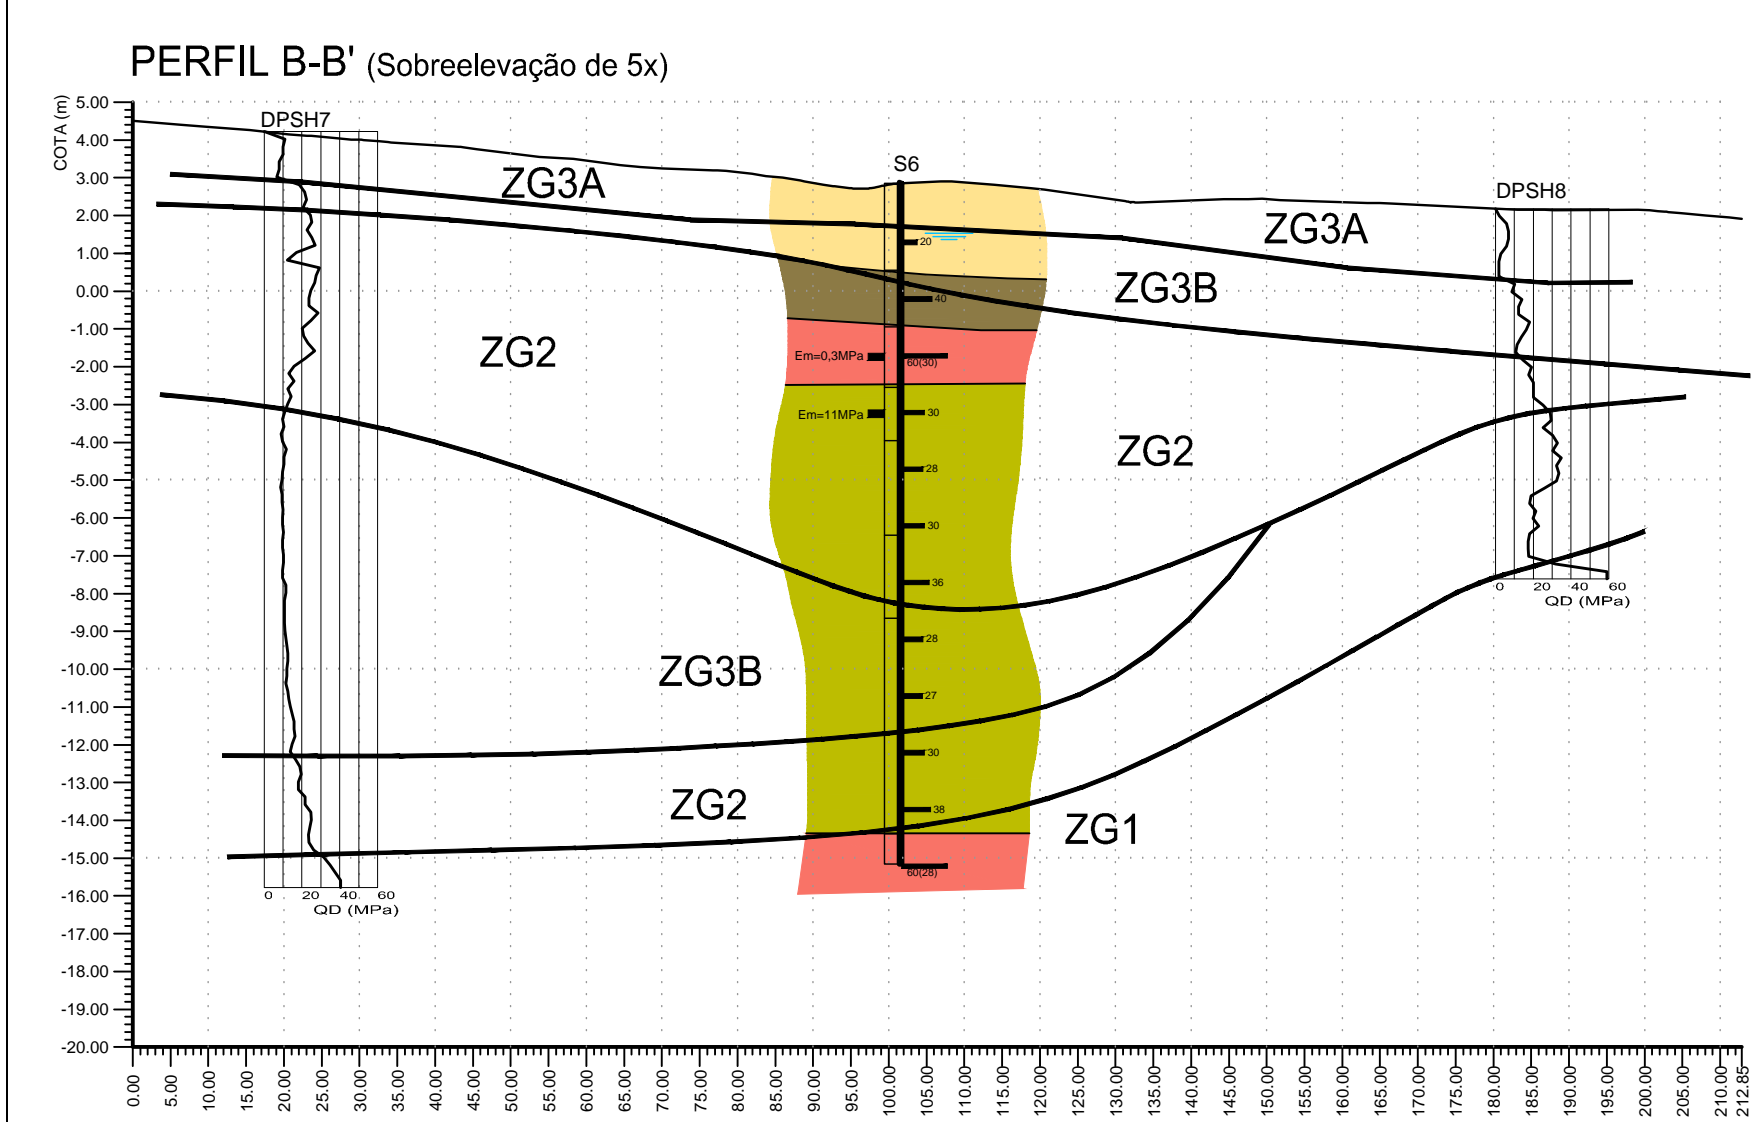 PERFIL B-B' (Sobreelevação de 5x)
COTA (m)
5.00
4.00
3.00
2.00
1.00
0.00
-1.00
-2.00
-3.00
-4.00
-5.00
-6.00
-7.00
-8.00
-9.00
-10.00
-11.00
-12.00
-13.00
-14.00
-15.00
-16.00
-17.00
-18.00
-19.00
-20.00
DPSH7
S6
DPSH8
ZG3A
ZG3A
ZG3B
ZG2
ZG2
ZG3B
ZG2
ZG1
20
40
Em=0,3MPa
60(30)
Em=11MPa
30
28
30
36
28
27
30
38
60(28)
0 20 40 60
QD (MPa)
0 20 40 60
QD (MPa)
0.00 5.00 10.00 15.00 20.00 25.00 30.00 35.00 40.00 45.00 50.00 55.00 60.00 65.00 70.00 75.00 80.00 85.00 90.00 95.00 100.00 105.00 110.00 115.00 120.00 125.00 130.00 135.00 140.00 145.00 150.00 155.00 160.00 165.00 170.00 175.00 180.00 185.00 190.00 195.00 200.00 205.00 210.00 212.85